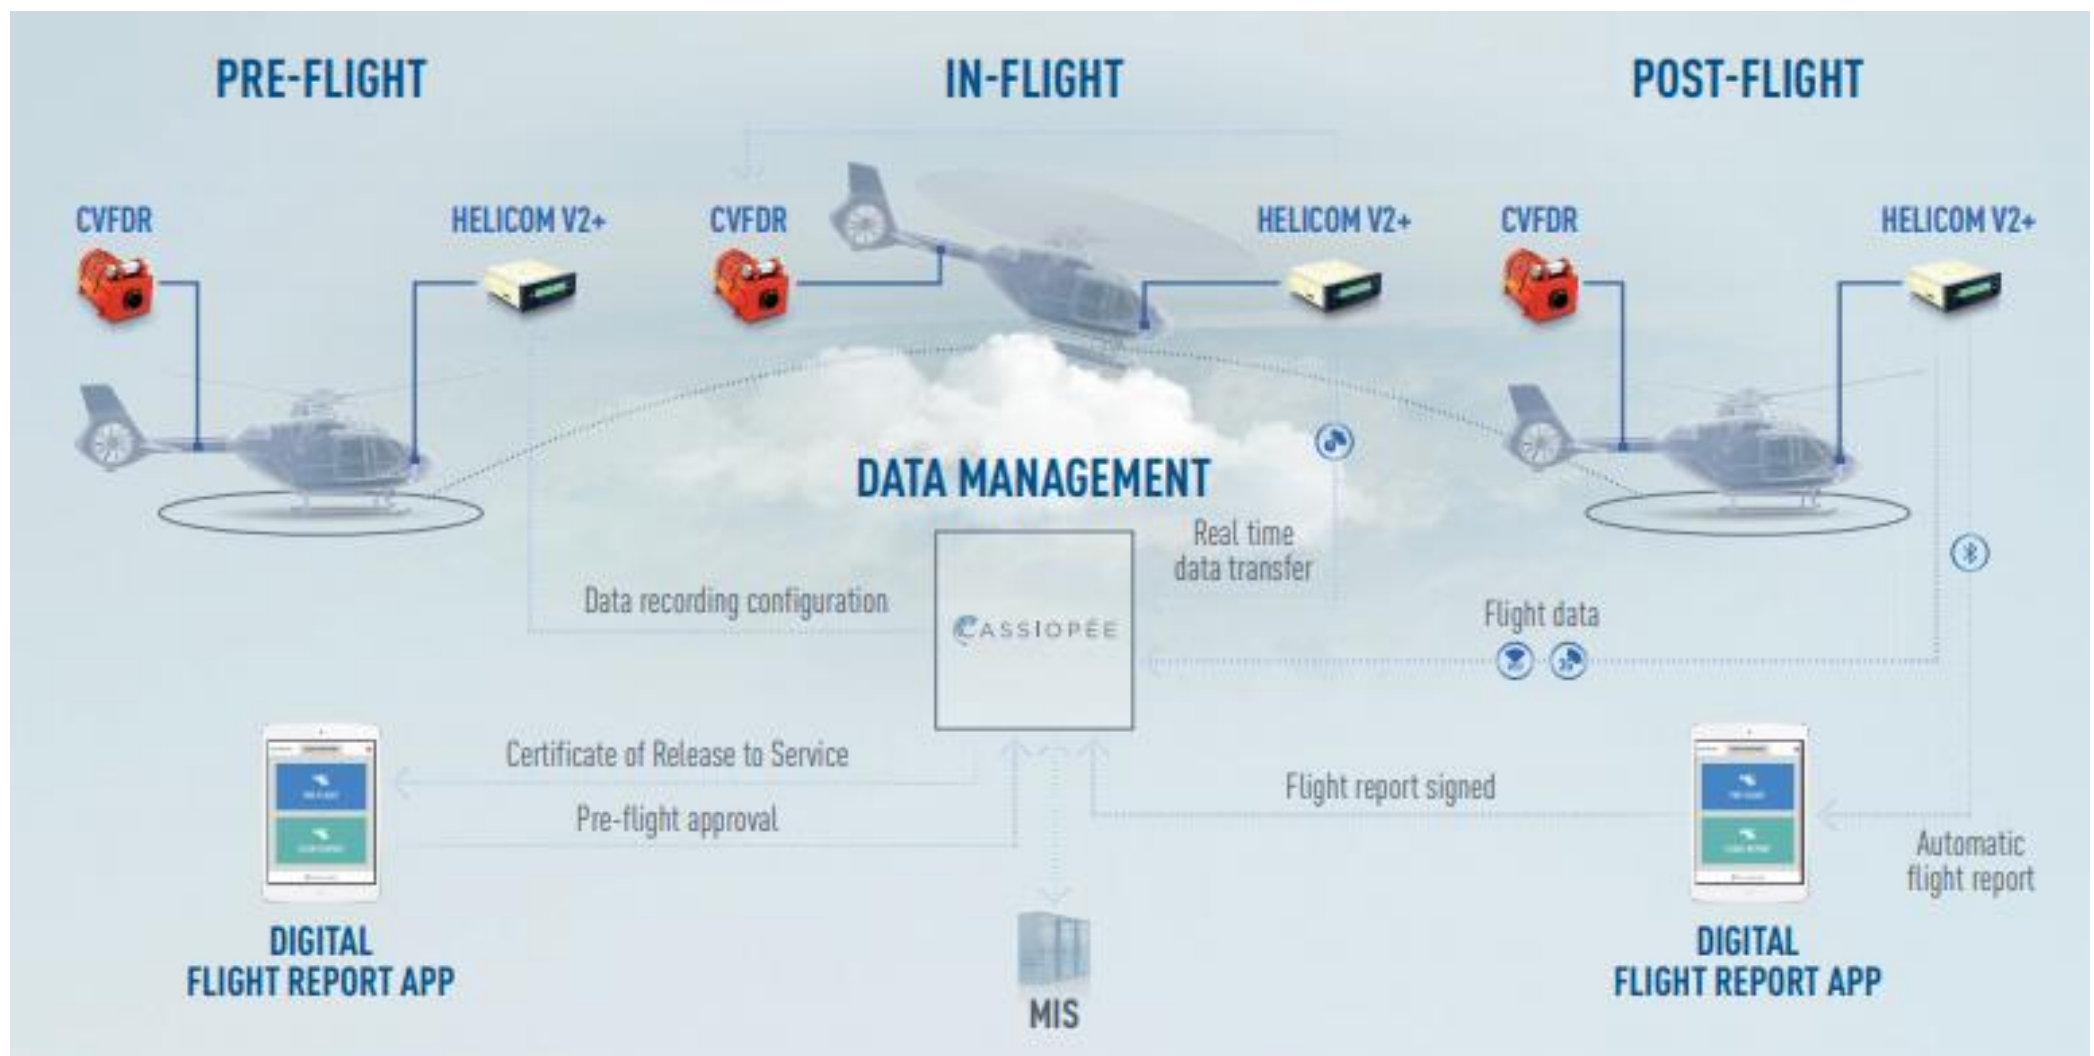 PRE-FLIGHT
IN-FLIGHT
POST-FLIGHT
CVFDR
HELICOM V2+
CVFDR
HELICOM V2+
CVFDR
HELICOM V2+
DATA MANAGEMENT
Real time
data transfer
Data recording configuration
CASSIOPÉE
Flight data
Certificate of Release to Service
Pre-flight approval
Flight report signed
Automatic
flight report
DIGITAL
FLIGHT REPORT APP
MIS
DIGITAL
FLIGHT REPORT APP